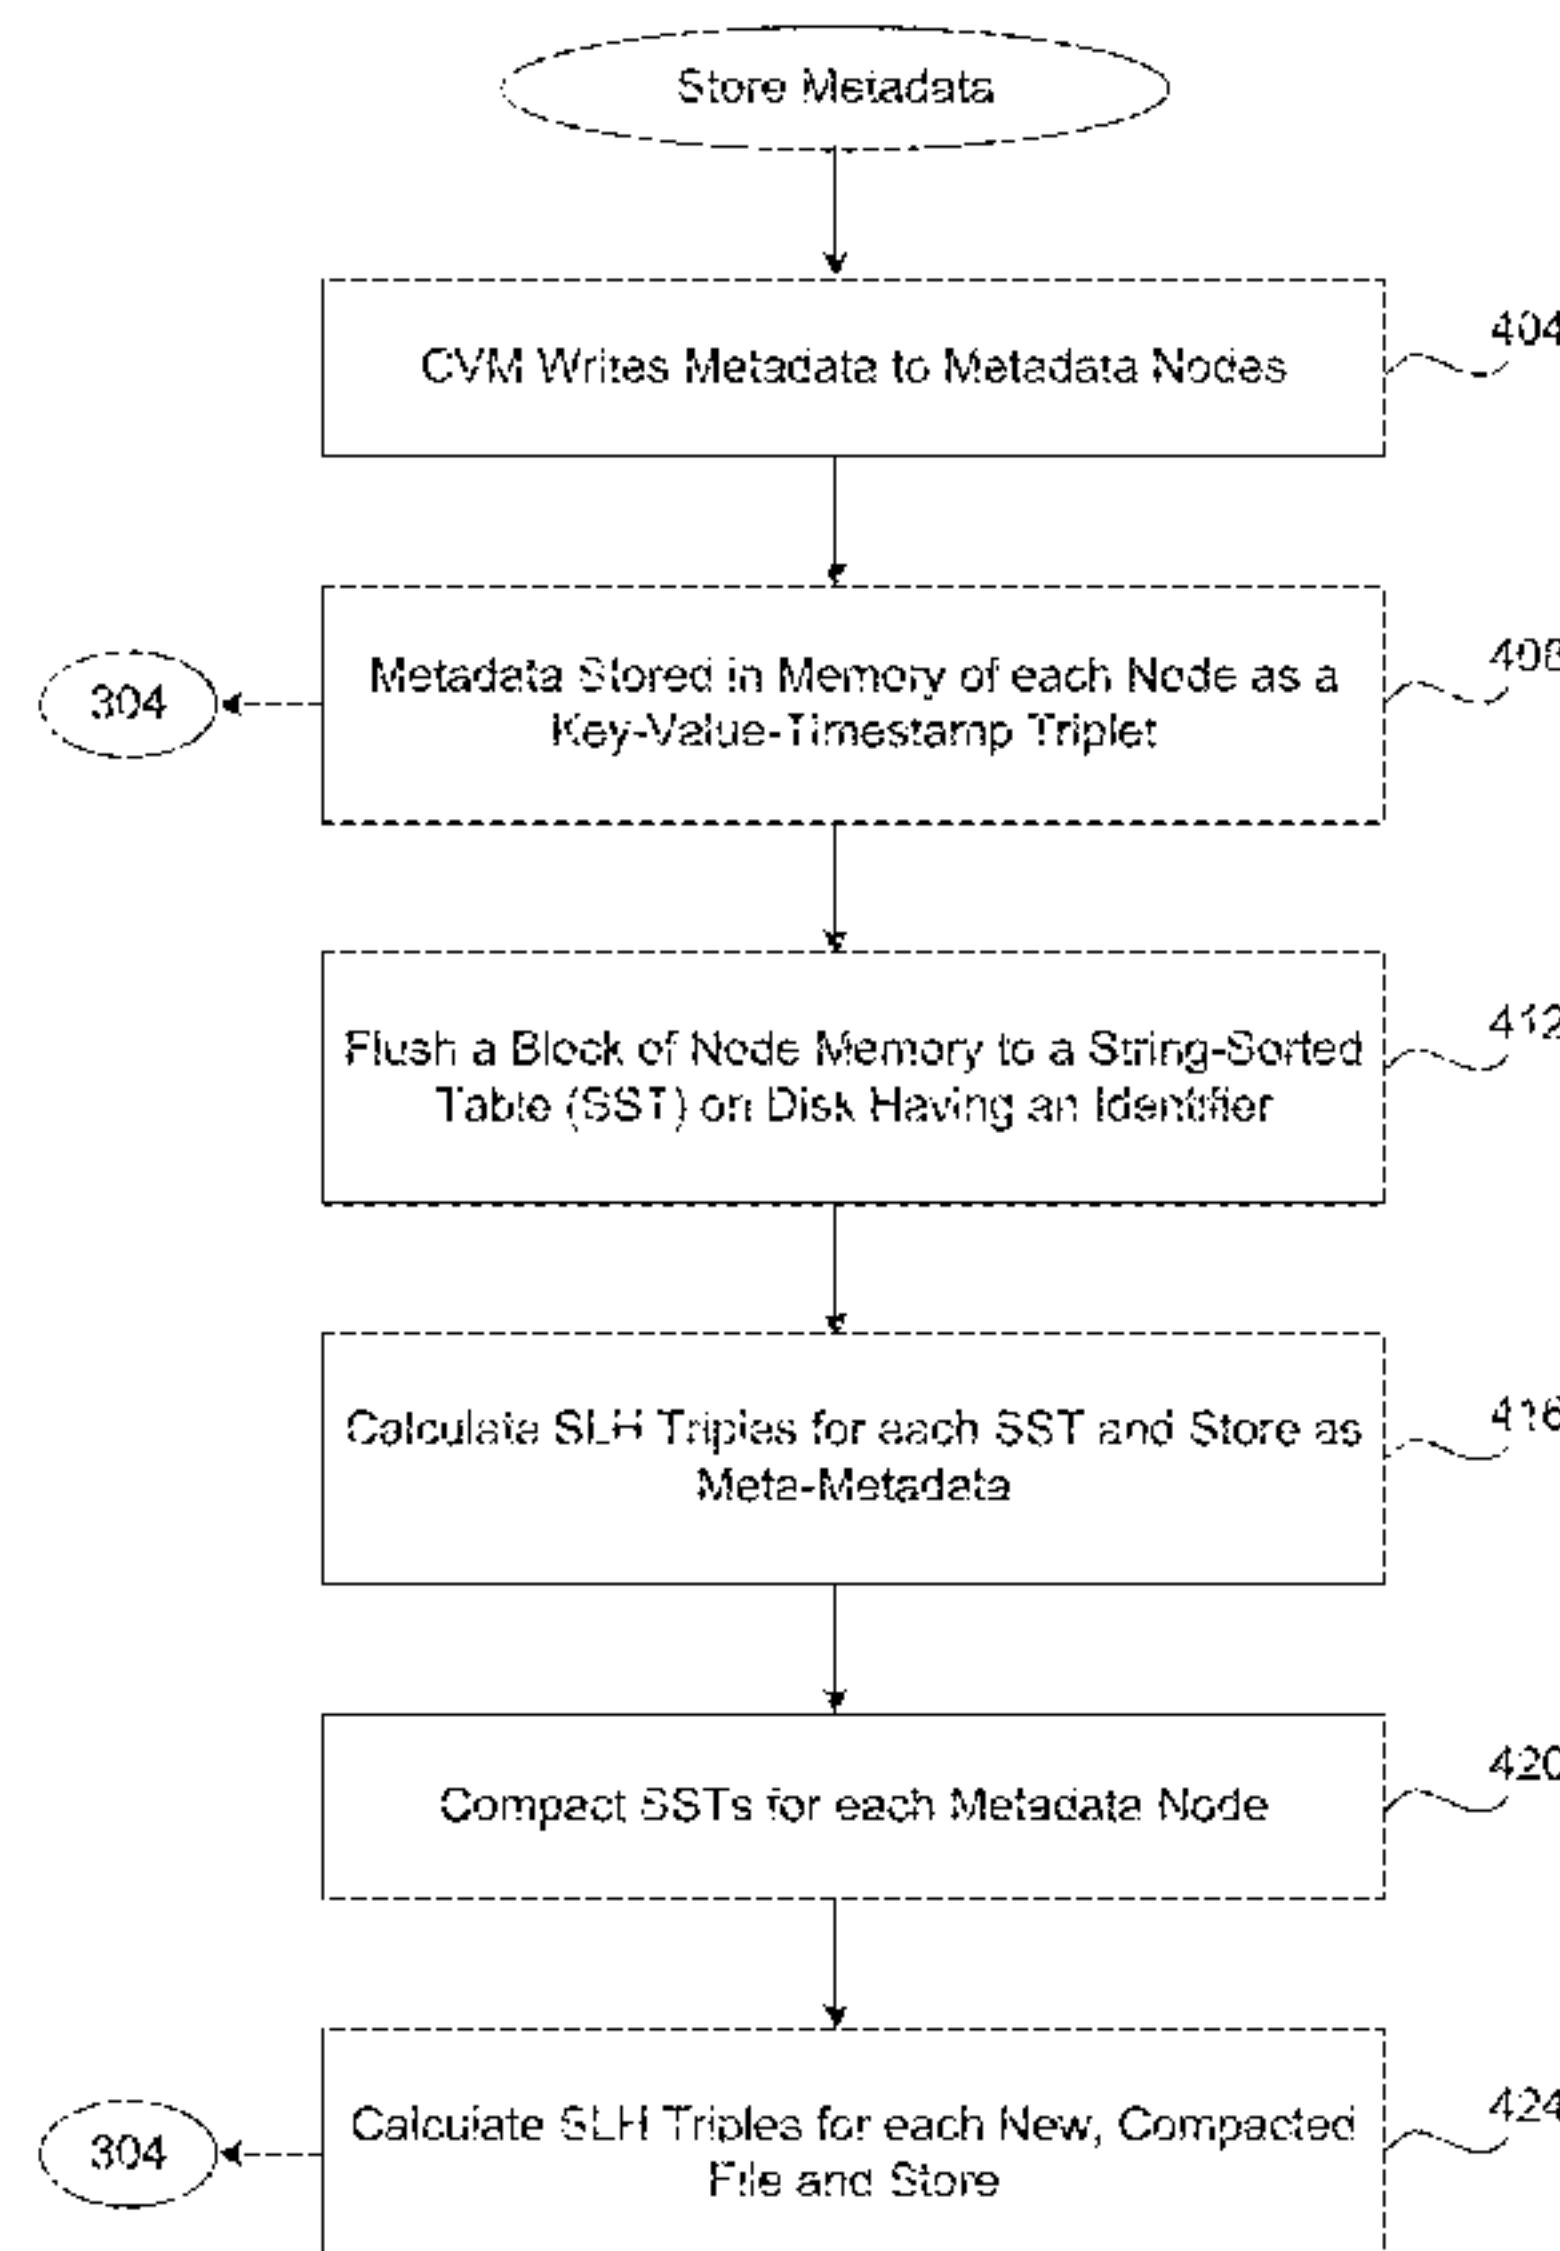 Store Metadata
CVM Writes Metadata to Metadata Nodes
404
Metadata Stored in Memory of each Node as a
Key-Value-Timestamp Triplet
408
304
Flush a Block of Node Memory to a String-Sorted
Table (SST) on Disk Having an Identifier
412
Calculate SLH Triples for each SST and Store as
Meta-Metadata
416
Compact SSTs for each Metadata Node
420
Calculate SLH Triples for each New, Compacted
File and Store
424
304